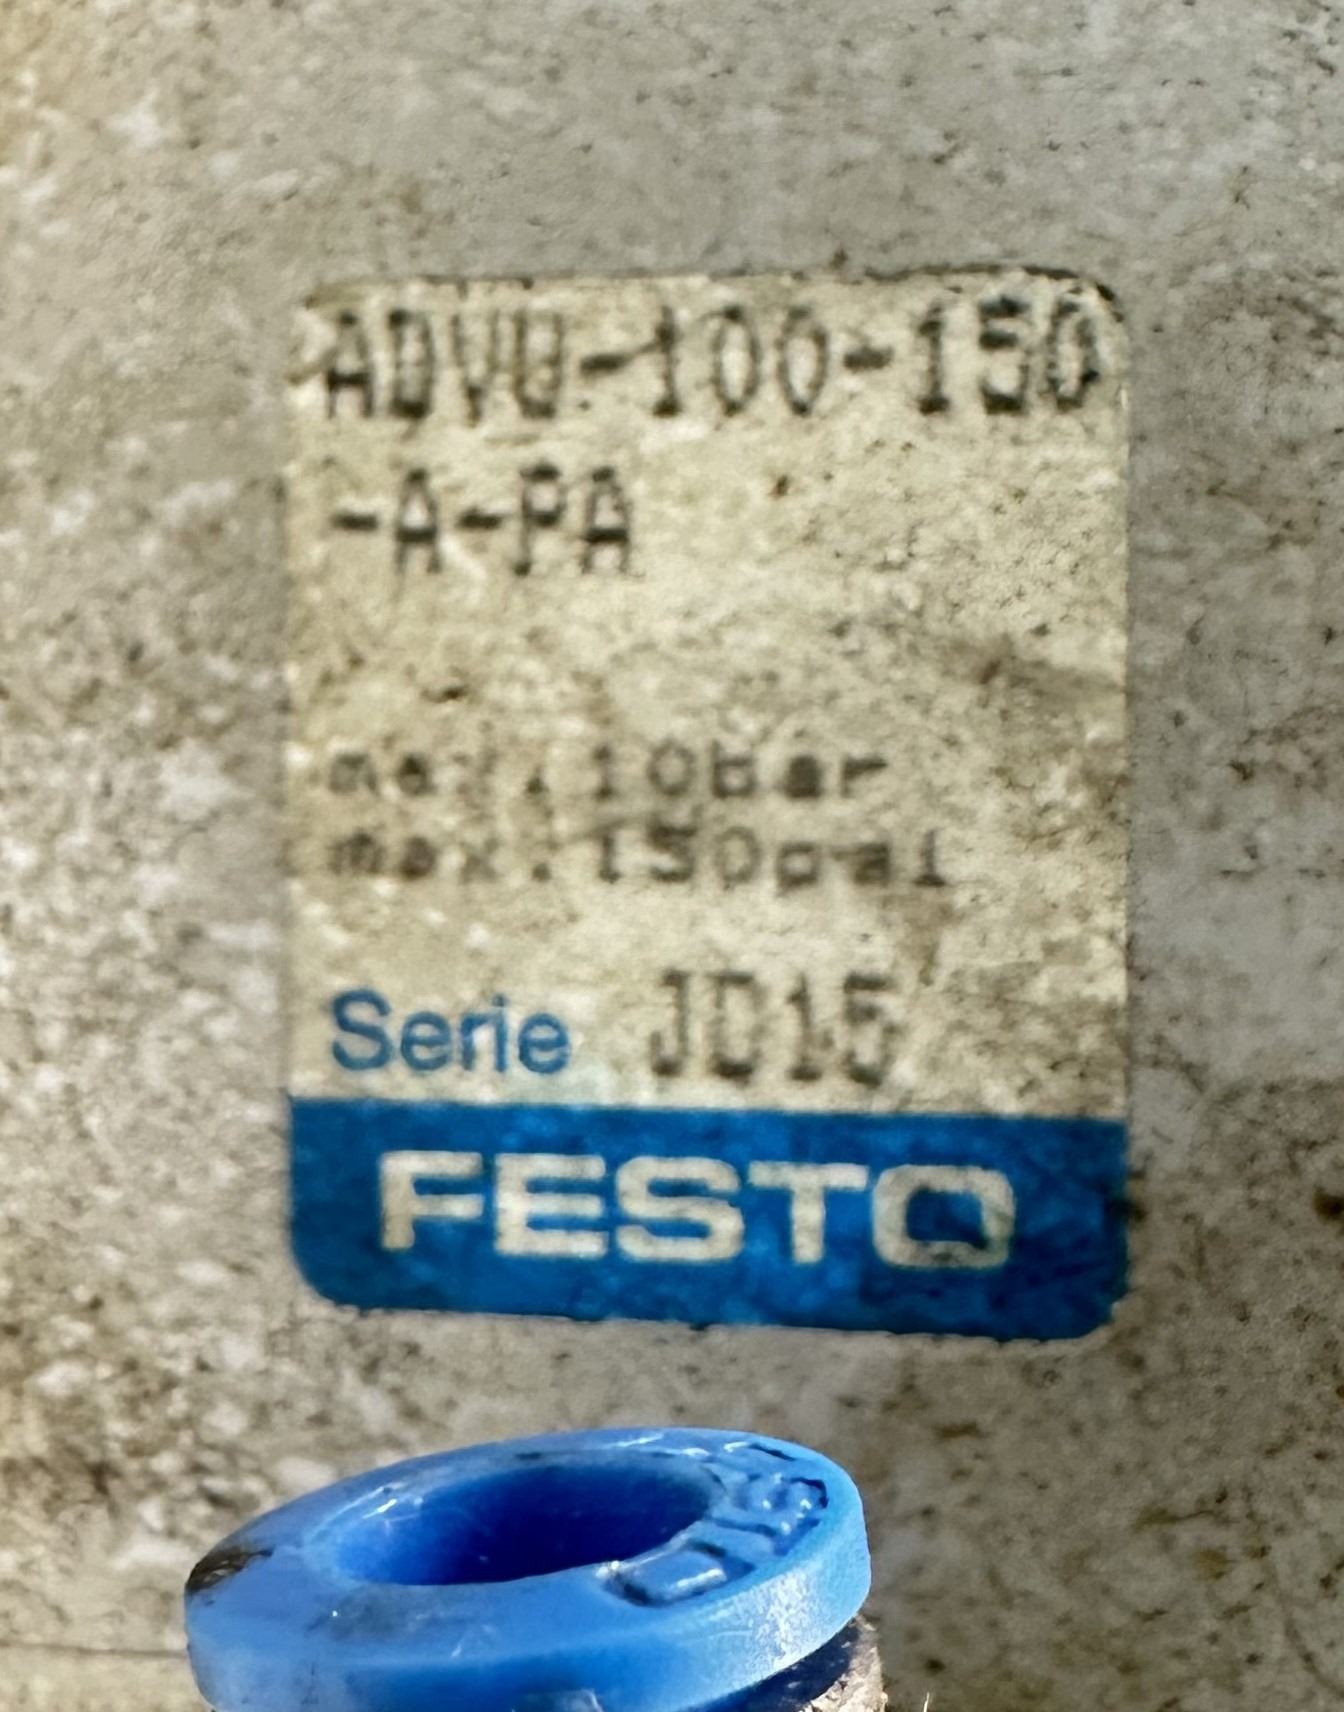 ADVU-100-150
-A-PA
max.10bar
max.150psi
Serie JD15
FESTO